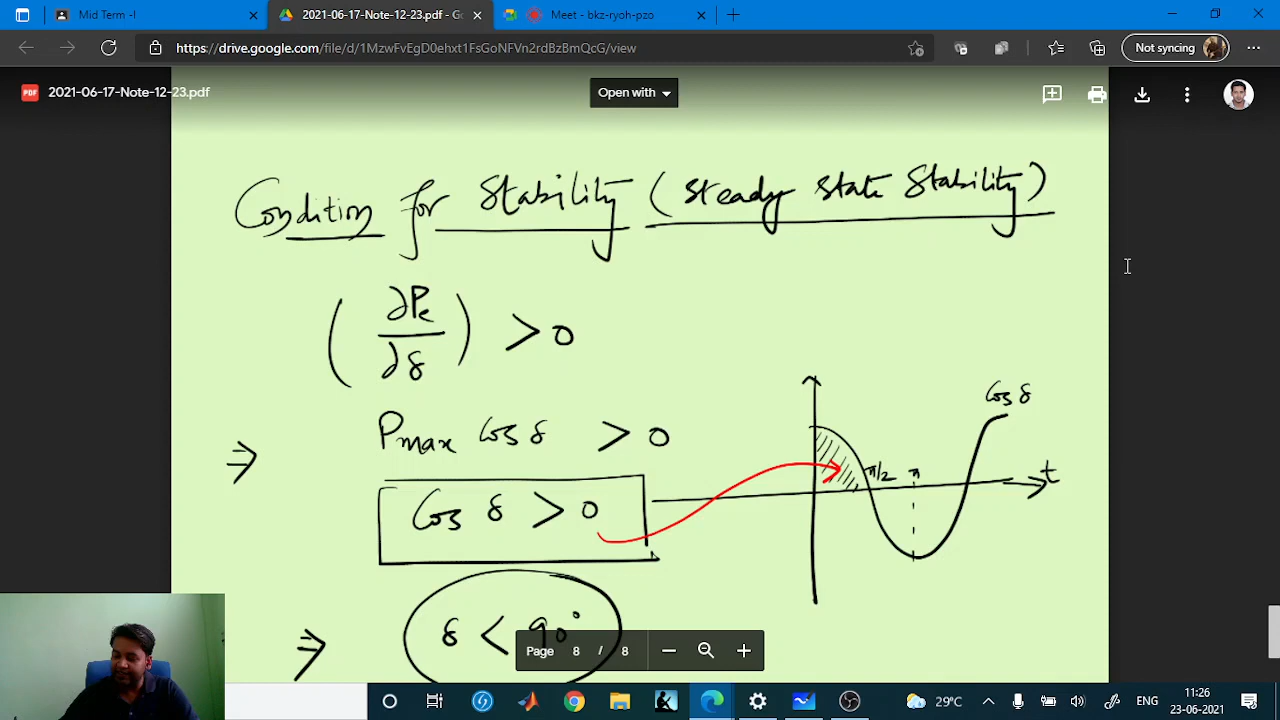 Mid Term -I
2021-06-17-Note-12-23.pdf - Go
Meet - bkz-ryoh-pzo
https://drive.google.com/file/d/1MzwFvEgD0ehxt1FsGoNFVn2rdBzBmQcG/view
Not syncing
PDF
2021-06-17-Note-12-23.pdf
Open with
Condition for Stability (Steady State Stability)
(∂Pe/∂δ) > 0
⇒ Pmax Cos δ > 0
Cos δ > 0
Cos δ
π/2
π
t
⇒ δ < 90°
Page 8 / 8
29°C
ENG
11:26
23-06-2021